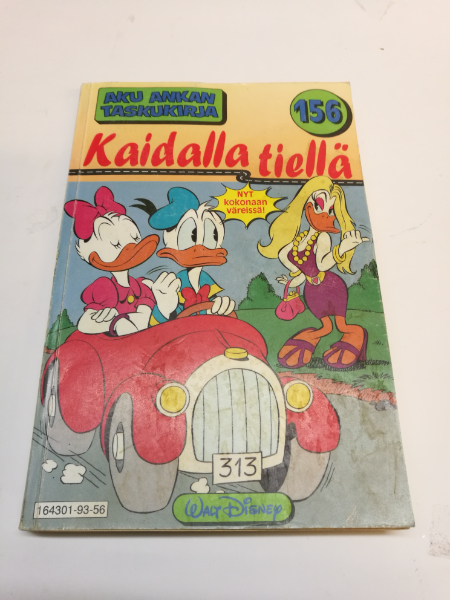 AKU ANKAN
TASKUKIRJA
156
Kaidalla tiellä
NYT
kokonaan
väreissä!
313
164301-93-56
WALT DISNEY